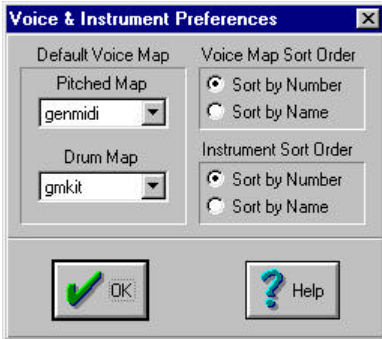 Voice & Instrument Preferences
Default Voice Map
Pitched Map
genmidi
Drum Map
gmkit
Voice Map Sort Order
Sort by Number
Sort by Name
Instrument Sort Order
Sort by Number
Sort by Name
OK
Help